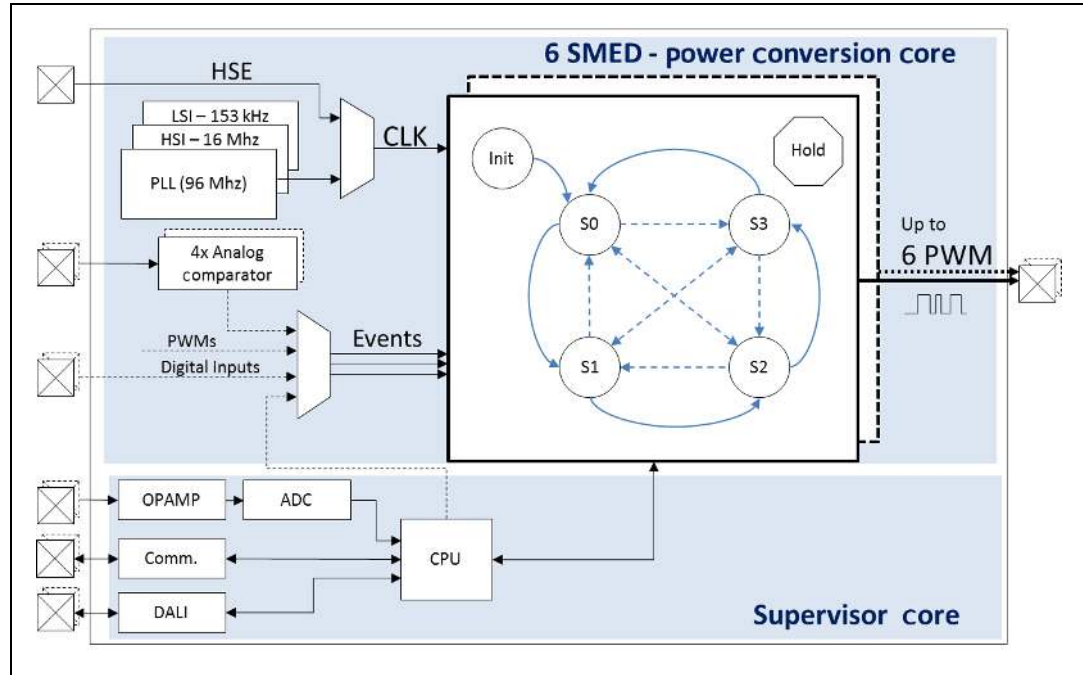 6 SMED - power conversion core
HSE
LSI – 153 kHz
HSI – 16 Mhz
PLL (96 Mhz)
CLK
Init
Hold
S0
S3
S1
S2
Up to
6 PWM
4x Analog
comparator
PWMs
Digital Inputs
Events
OPAMP
ADC
Comm.
CPU
DALI
Supervisor core